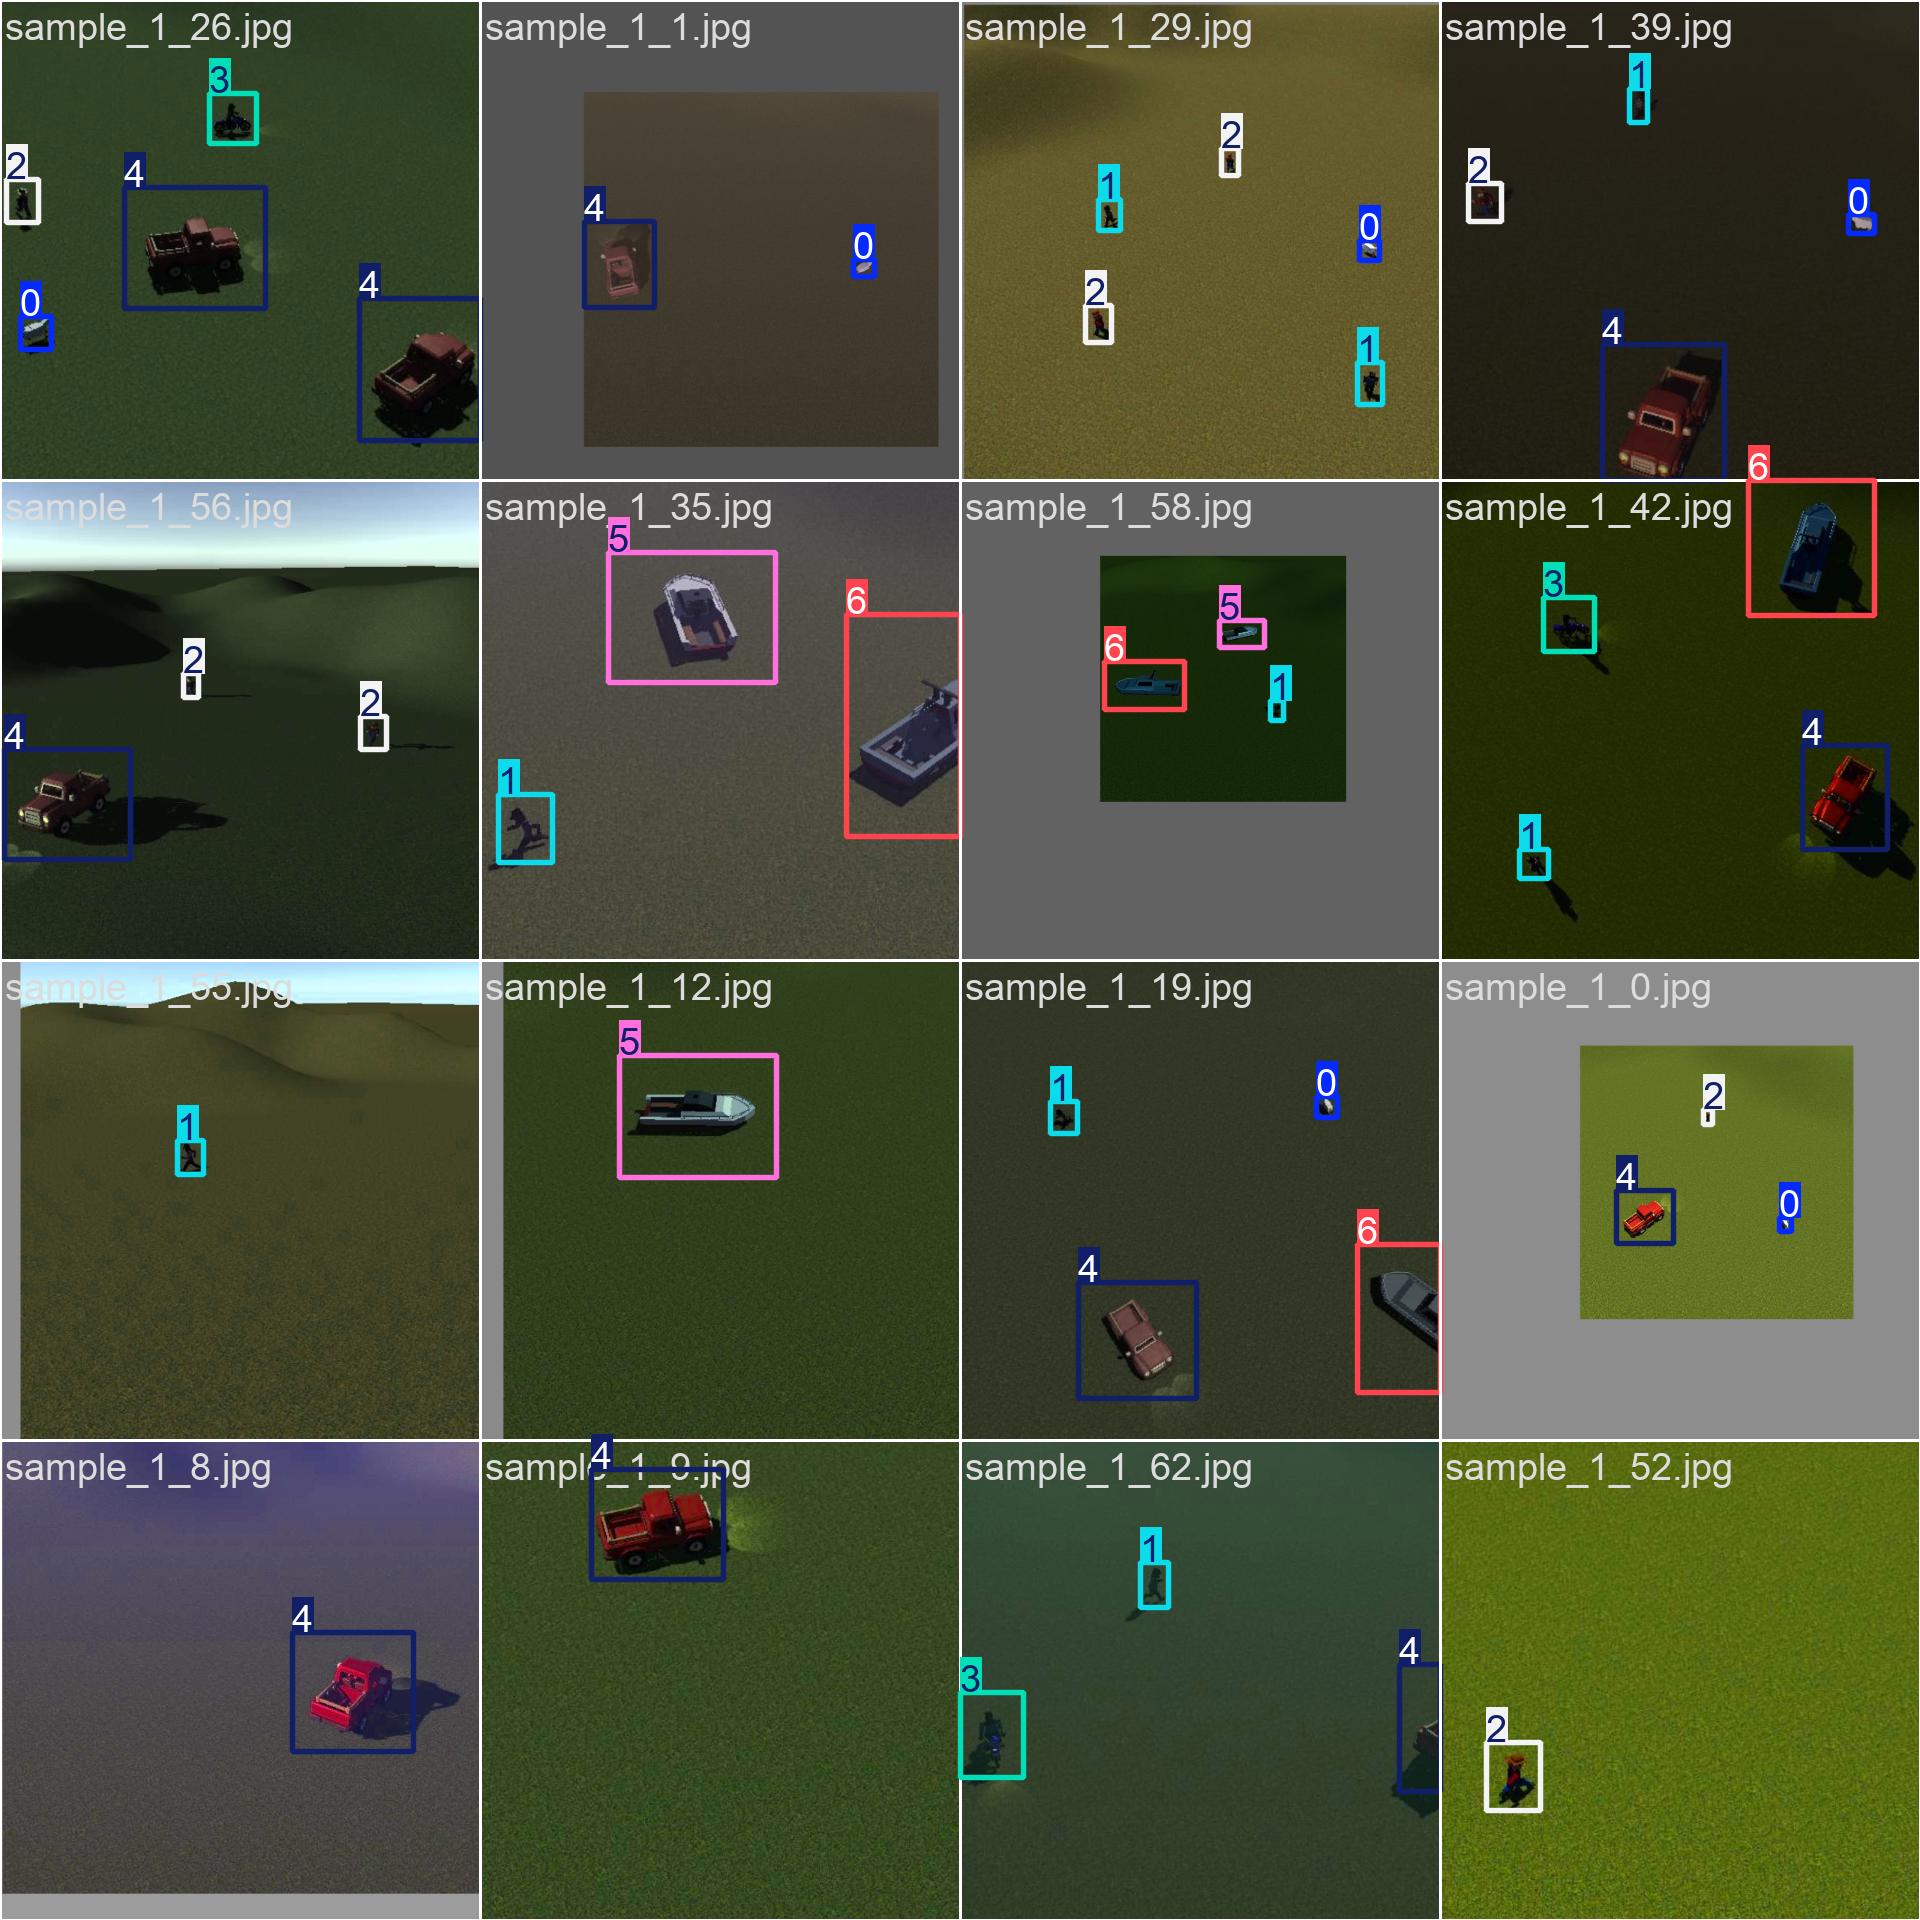 sample_1_26.jpg
3
2
4
4
0
sample_1_1.jpg
4
0
sample_1_29.jpg
2
1
0
2
1
sample_1_39.jpg
1
2
0
4
sample_1_56.jpg
2
2
4
sample_1_35.jpg
5
6
1
sample_1_58.jpg
5
6
1
sample_1_42.jpg
6
3
4
1
sample_1_55.jpg
1
sample_1_12.jpg
5
sample_1_19.jpg
1
0
6
4
sample_1_0.jpg
2
4
0
sample_1_8.jpg
4
sample_1_9.jpg
4
sample_1_62.jpg
1
4
3
sample_1_52.jpg
2